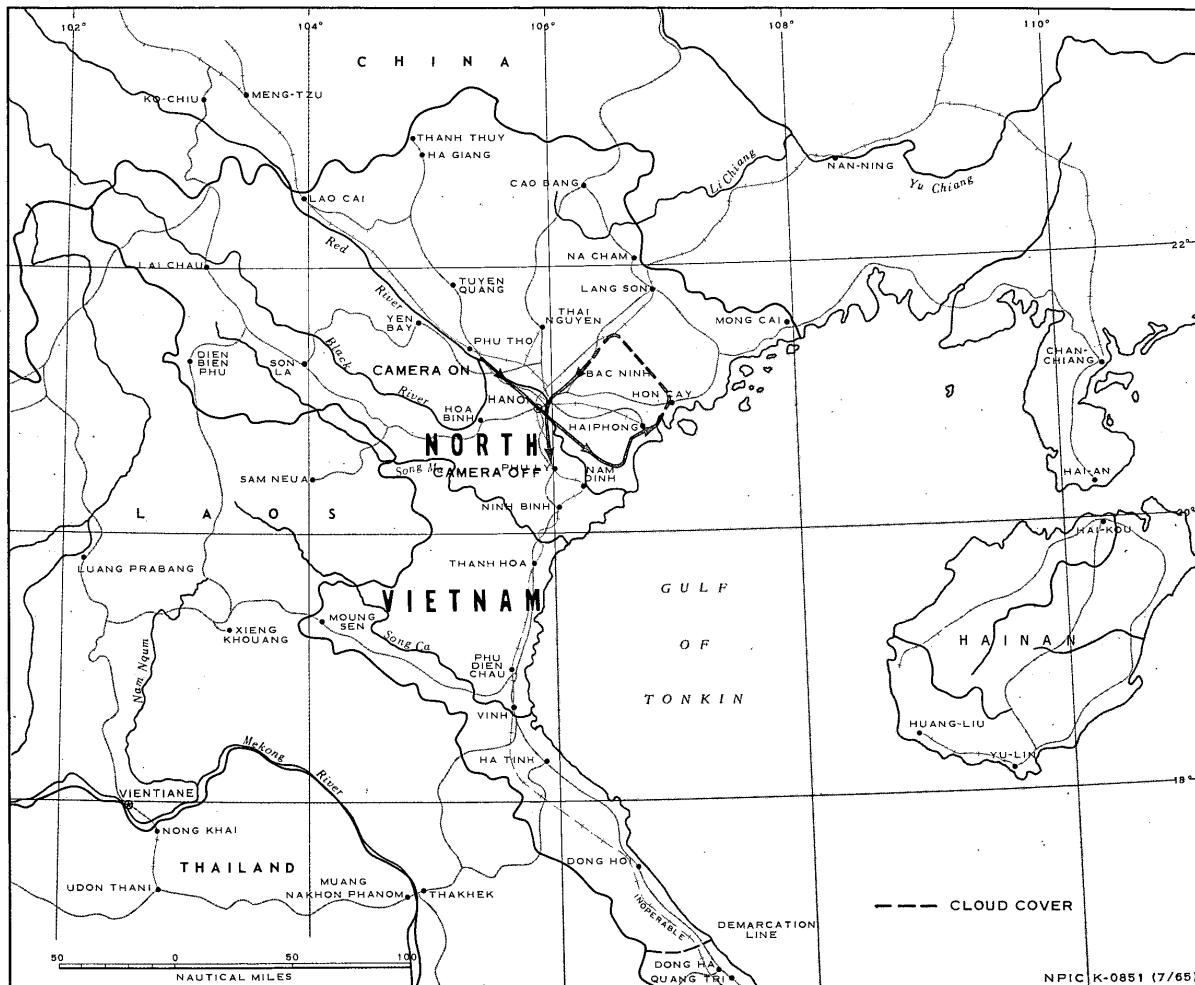 102°
104°
106°
108°
110°
CHINA
KO-CHIU
MENG-TZU
THANH THUY
HA GIANG
CAO BANG
Li Chiang
NAN-NING
Yu Chiang
LAO CAI
Red
River
NA CHAM
22°
LAI CHAU
TUYEN
QUANG
LANG SON
THAI
NGUYEN
MONG CAI
YEN
BAY
PHU THO
Black
River
DIEN
BIEN
PHU
SON
LA
CAMERA ON
BAC NINH
CHAN-
CHIANG
HANOI
HON GAY
HOA
BINH
HAIPHONG
NORTH
CAMERA OFF
PHU LY
NAM
DINH
HAI-AN
SAM NEUA
NINH BINH
LAOS
20°
HAI-KOU
LUANG PRABANG
THANH HOA
GULF
OF
TONKIN
VIETNAM
MOUNG
SEN
Song Ca
XIENG
KHOUANG
HAINAN
Nam Ngum
PHU
DIEN
CHAU
VINH
HUANG-LIU
YU-LIN
Mekong
River
HA TINH
18°
VIENTIANE
NONG KHAI
THAILAND
DONG HOI
UDON THANI
MUANG
NAKHON PHANOM
THAKHEK
INOPERABLE
CLOUD COVER
DEMARCATION
LINE
50 0 50 100
NAUTICAL MILES
DONG HA
QUANG TRI
NPIC K-0851 (7/65)